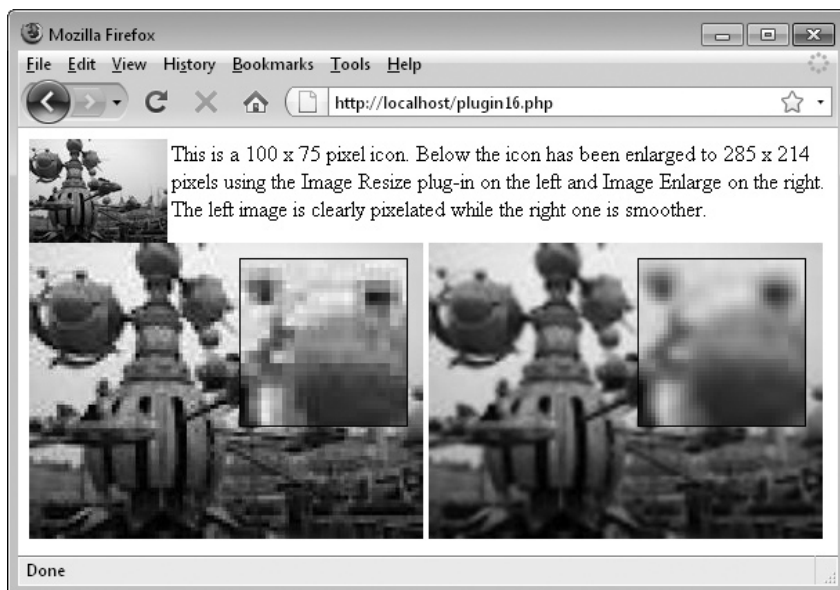 Mozilla Firefox
File Edit View History Bookmarks Tools Help
http://localhost/plugin16.php
This is a 100 x 75 pixel icon. Below the icon has been enlarged to 285 x 214
pixels using the Image Resize plug-in on the left and Image Enlarge on the right.
The left image is clearly pixelated while the right one is smoother.
Done